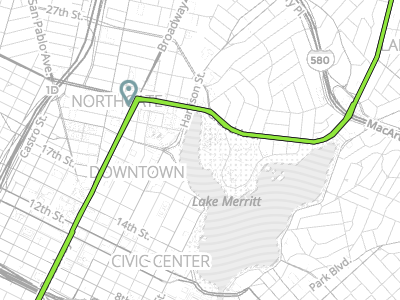 27th St.
San Pablo Ave.
Broadway
580
1D
NORTHGATE
Harrison St.
Castro St.
17th St.
DOWNTOWN
Lake Merritt
12th St.
14th St.
CIVIC CENTER
Park Blvd.